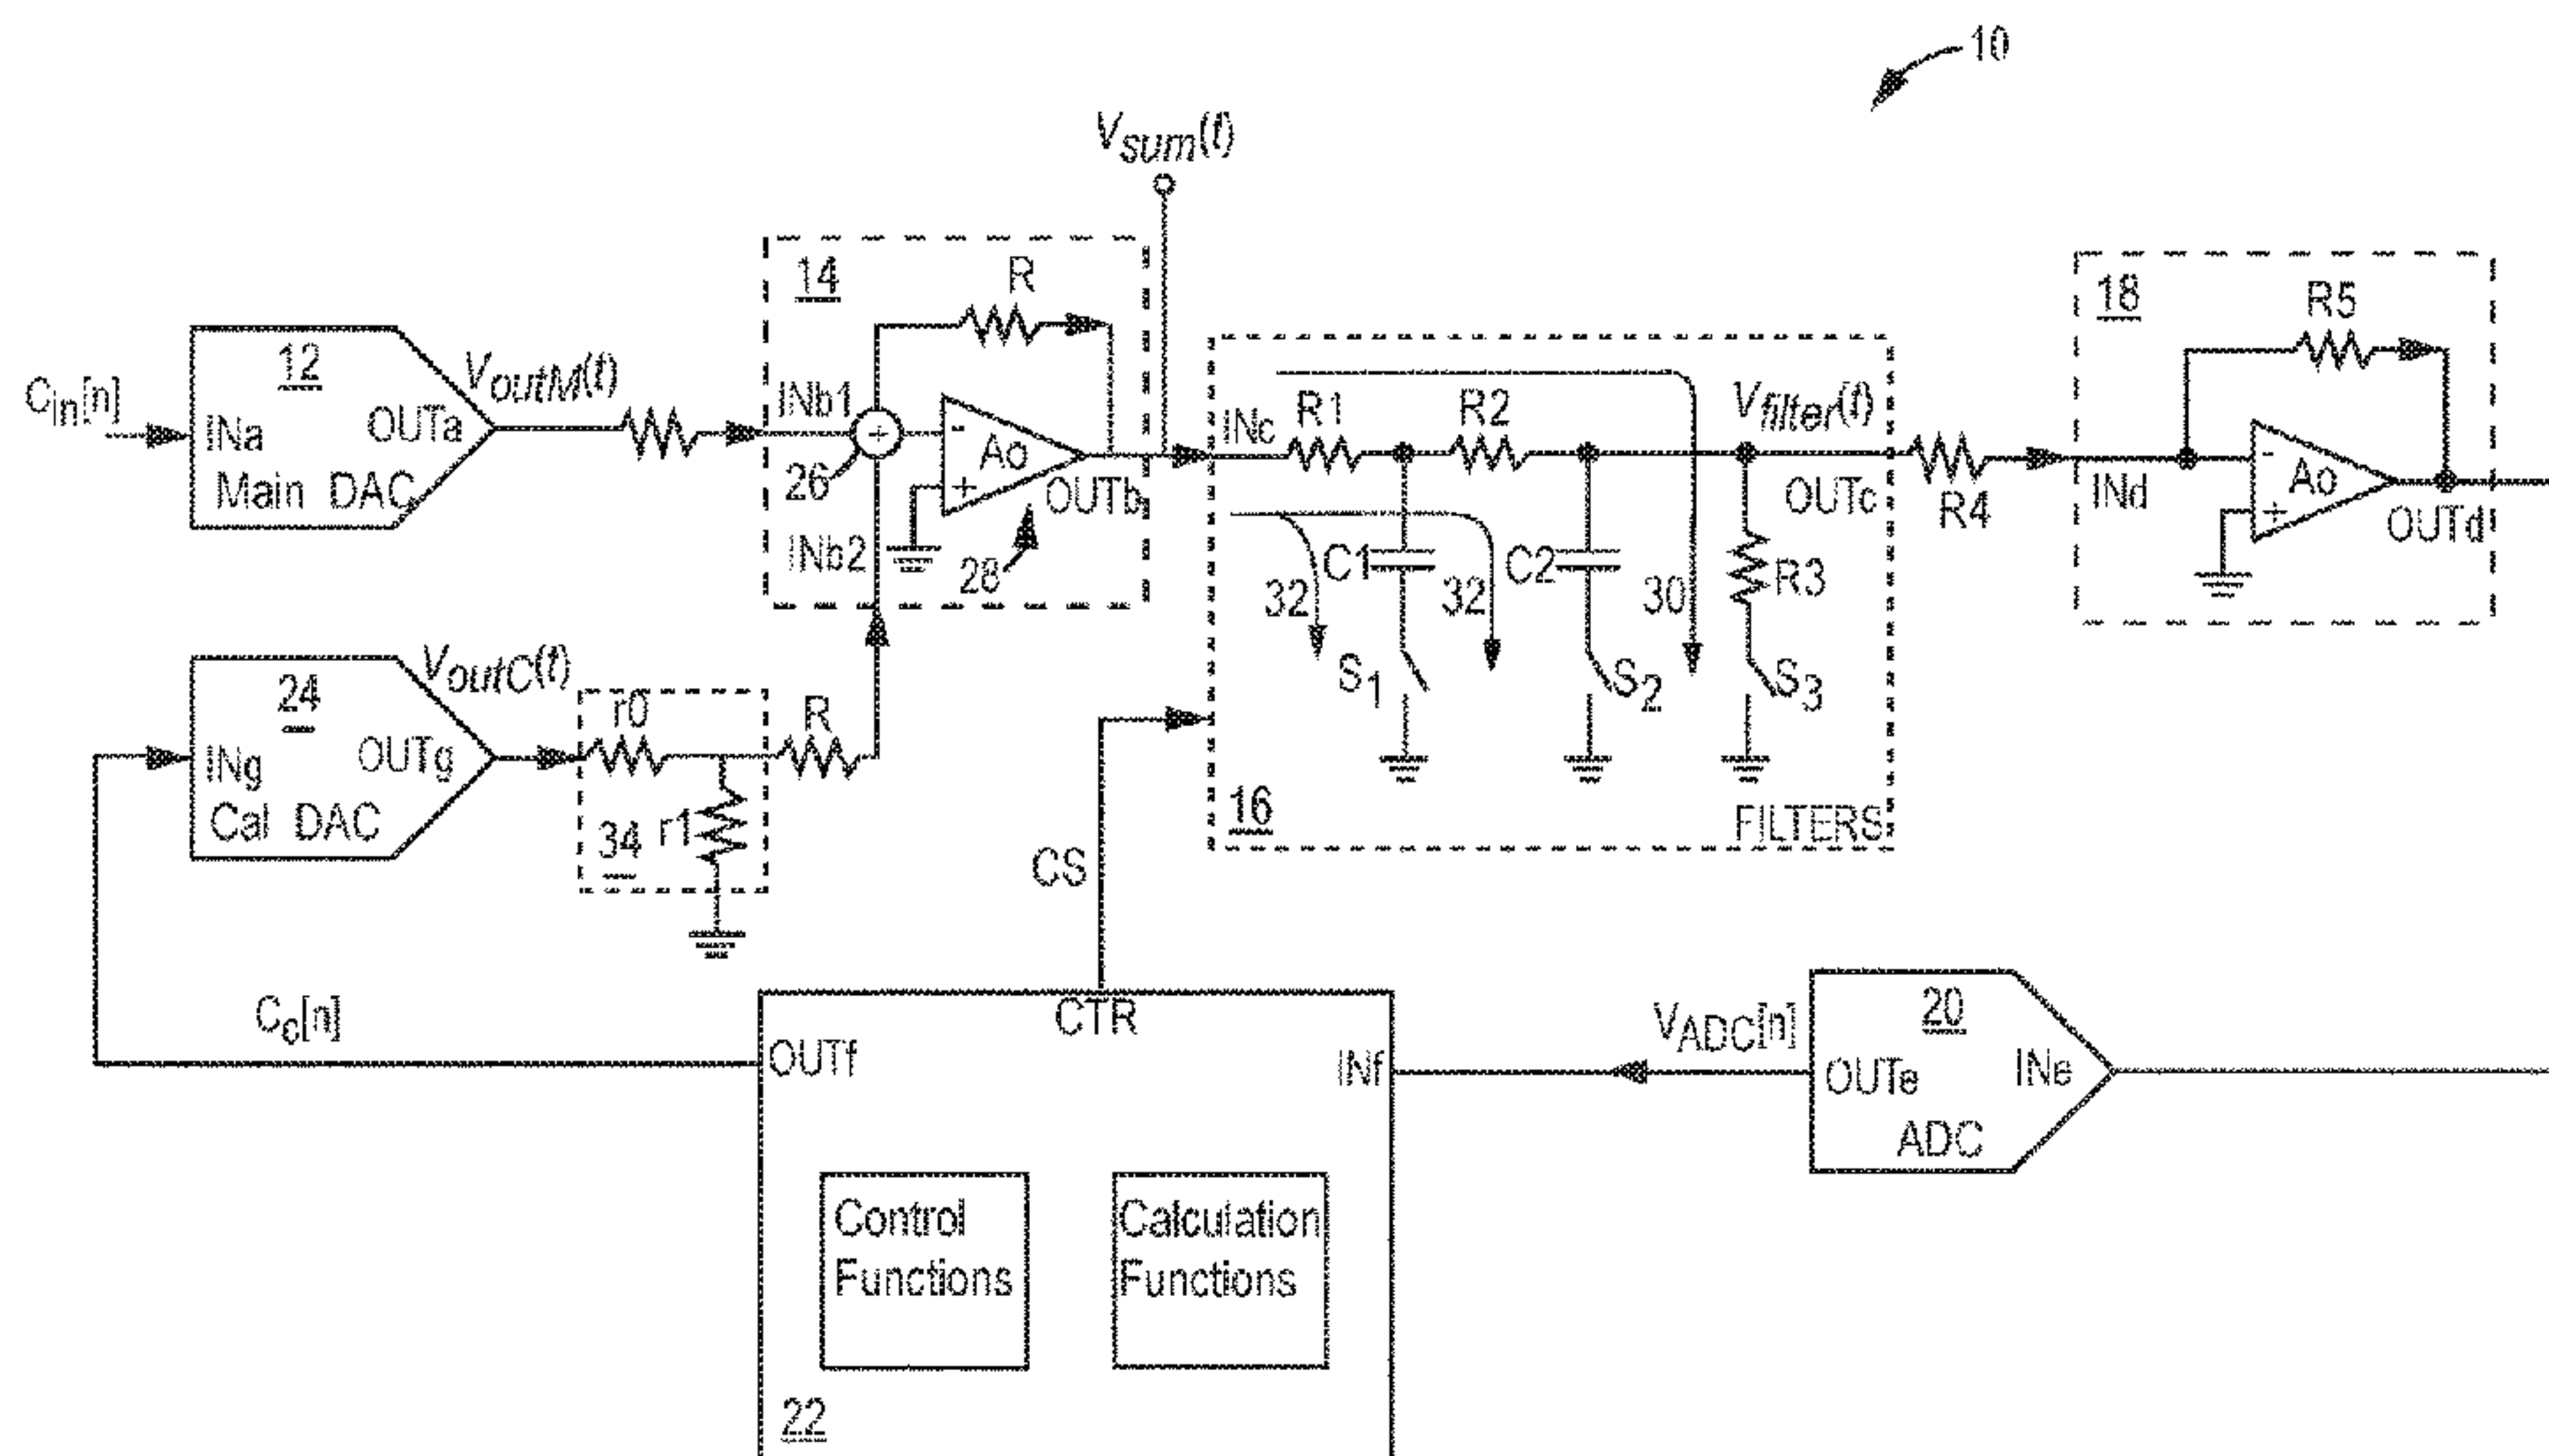 10
Vsum(t)
14
R
18
R5
12
VoutM(t)
Cin[n]
INa
OUTa
Main DAC
INb1
+
-
Ao
+
26
OUTb
INb2
28
INc
R1
R2
Vfilter(t)
OUTc
R4
INd
-
Ao
+
OUTd
C1
C2
R3
32
32
30
S1
S2
S3
16
FILTERS
24
VoutC(t)
INg
OUTg
Cal DAC
r0
R
34
r1
CS
Cc[n]
CTR
OUTf
INf
VADC[n]
20
OUTe
INe
ADC
Control
Functions
Calculation
Functions
22